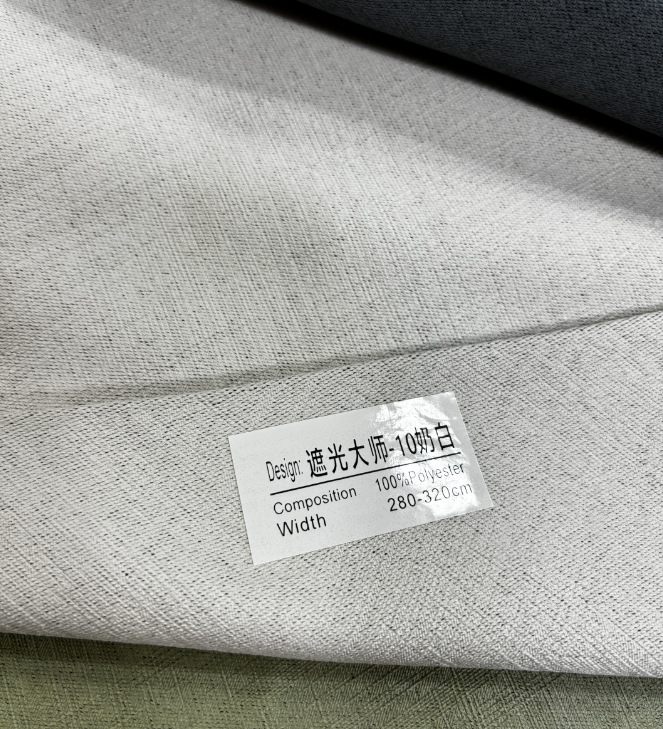 Design: 遮光大师-10奶白
Composition 100%Polyester
Width 280-320cm